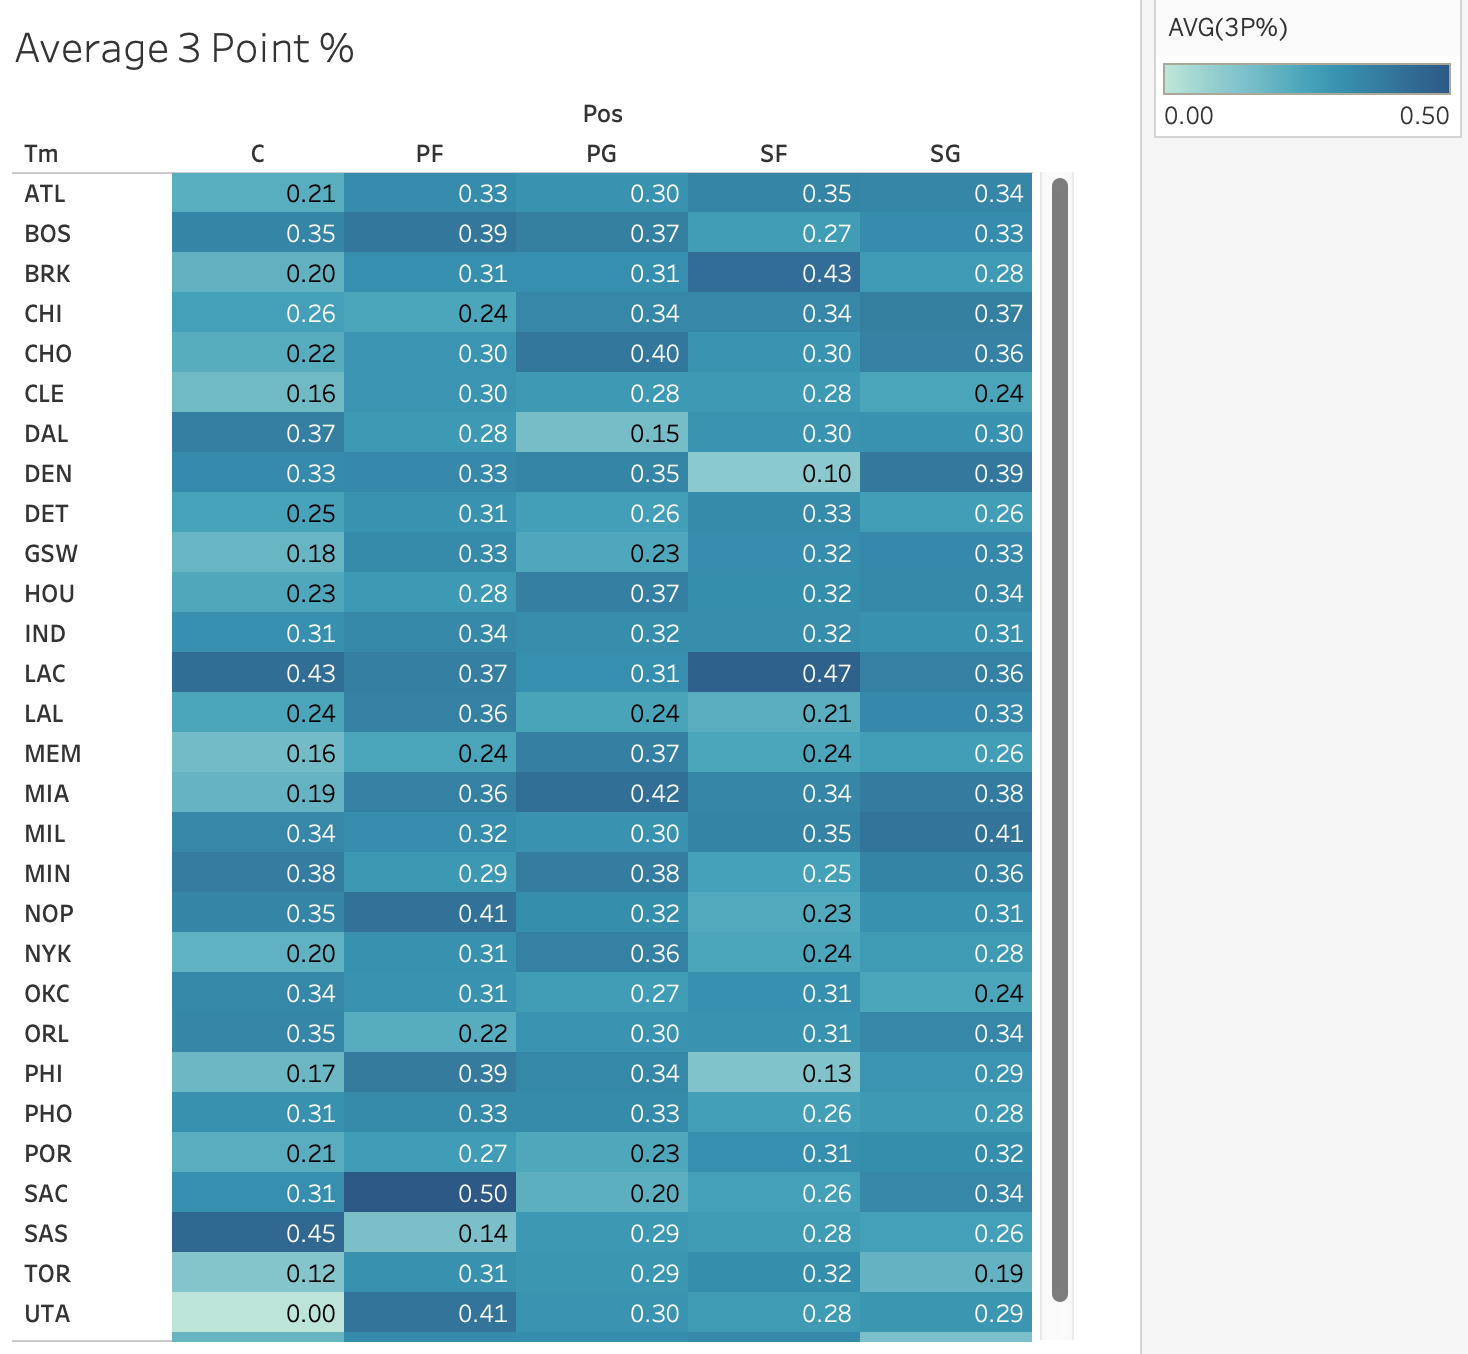 Average 3 Point %
AVG(3P%)
0.00 0.50
Pos
Tm C PF PG SF SG
ATL 0.21 0.33 0.30 0.35 0.34
BOS 0.35 0.39 0.37 0.27 0.33
BRK 0.20 0.31 0.31 0.43 0.28
CHI 0.26 0.24 0.34 0.34 0.37
CHO 0.22 0.30 0.40 0.30 0.36
CLE 0.16 0.30 0.28 0.28 0.24
DAL 0.37 0.28 0.15 0.30 0.30
DEN 0.33 0.33 0.35 0.10 0.39
DET 0.25 0.31 0.26 0.33 0.26
GSW 0.18 0.33 0.23 0.32 0.33
HOU 0.23 0.28 0.37 0.32 0.34
IND 0.31 0.34 0.32 0.32 0.31
LAC 0.43 0.37 0.31 0.47 0.36
LAL 0.24 0.36 0.24 0.21 0.33
MEM 0.16 0.24 0.37 0.24 0.26
MIA 0.19 0.36 0.42 0.34 0.38
MIL 0.34 0.32 0.30 0.35 0.41
MIN 0.38 0.29 0.38 0.25 0.36
NOP 0.35 0.41 0.32 0.23 0.31
NYK 0.20 0.31 0.36 0.24 0.28
OKC 0.34 0.31 0.27 0.31 0.24
ORL 0.35 0.22 0.30 0.31 0.34
PHI 0.17 0.39 0.34 0.13 0.29
PHO 0.31 0.33 0.33 0.26 0.28
POR 0.21 0.27 0.23 0.31 0.32
SAC 0.31 0.50 0.20 0.26 0.34
SAS 0.45 0.14 0.29 0.28 0.26
TOR 0.12 0.31 0.29 0.32 0.19
UTA 0.00 0.41 0.30 0.28 0.29